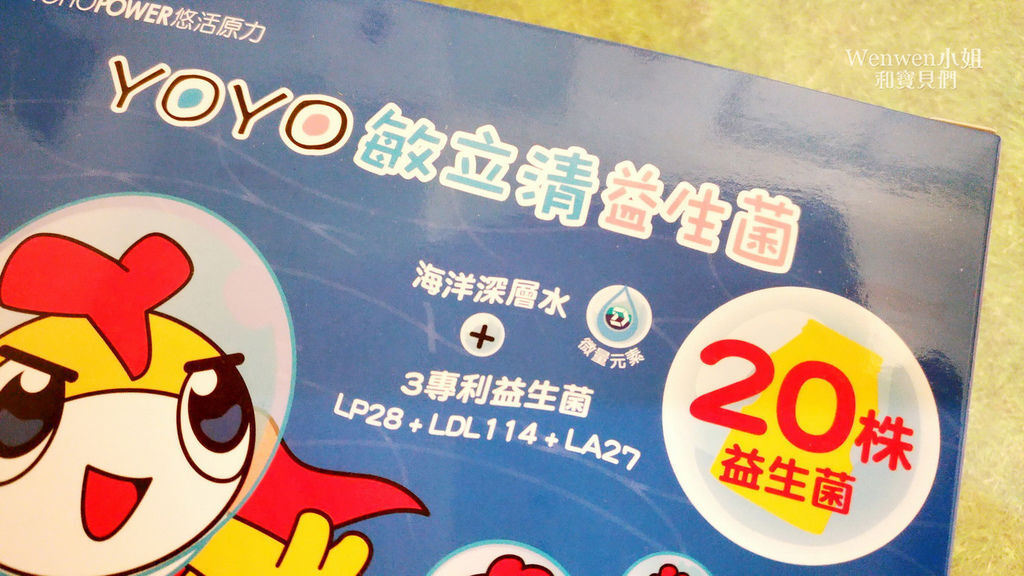 POWER 悠活原力
Wenwen小姐
和寶貝們
YOYO 敏立清益生菌
海洋深層水
微量元素
+
3專利益生菌
LP28 + LDL114 + LA27
20株
益生菌